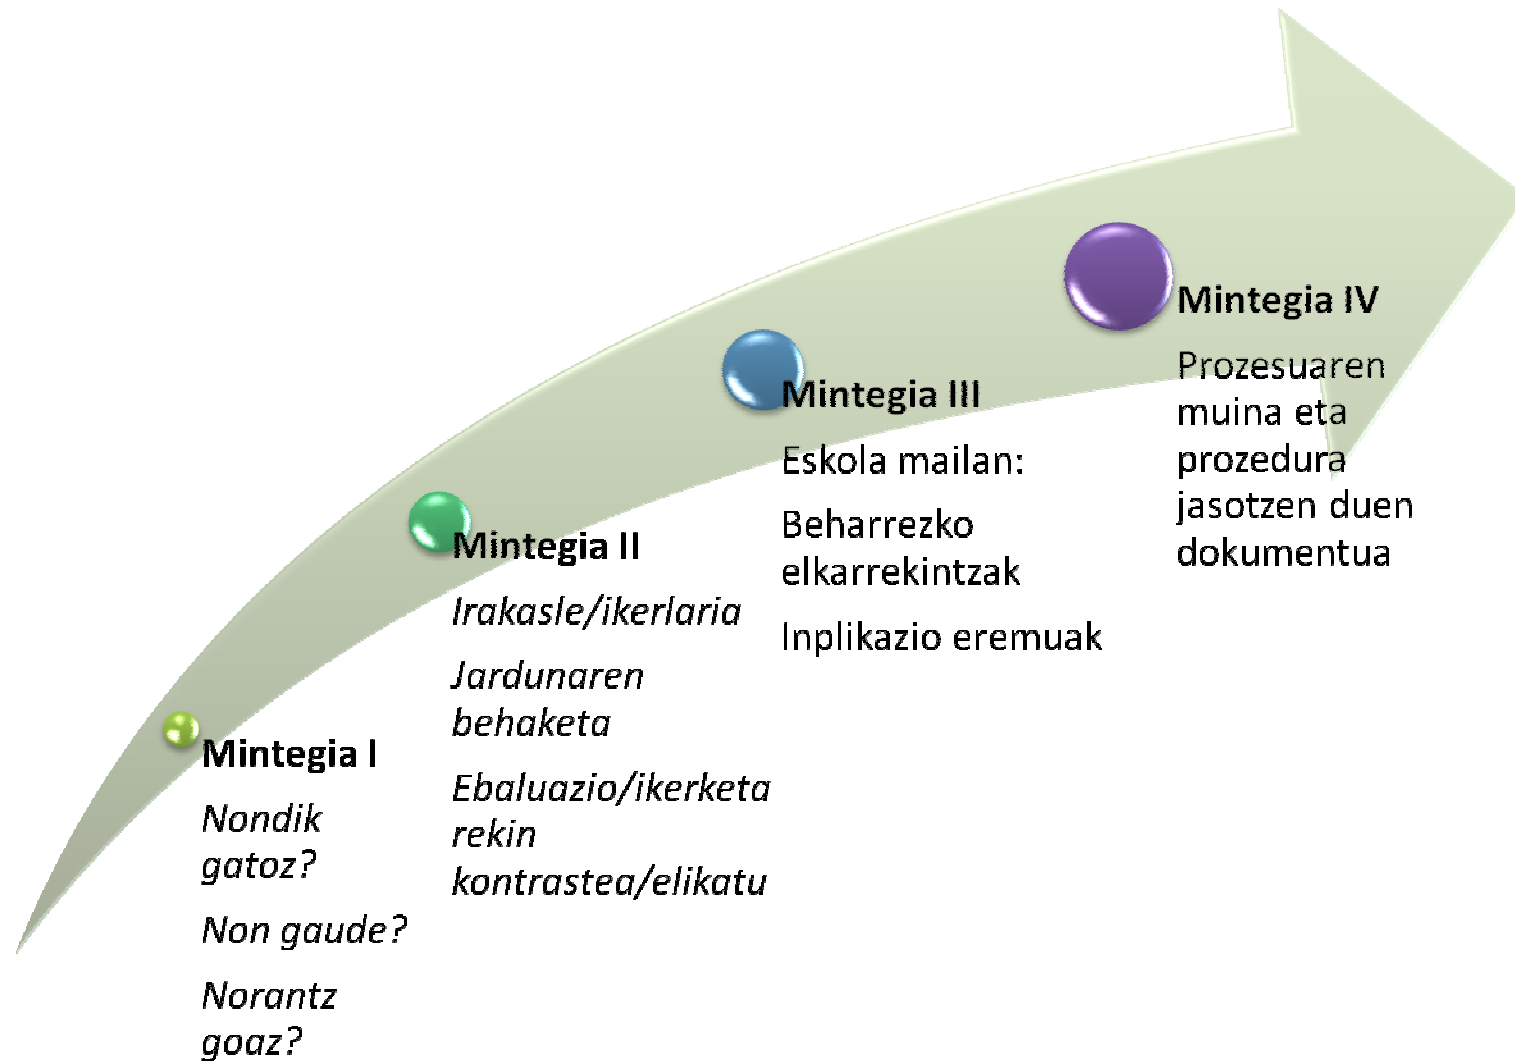 Mintegia I
Nondik
gatoz?
Non gaude?
Norantz
goaz?
Mintegia II
Irakasle/ikerlaria
Jardunaren
behaketa
Ebaluazio/ikerketa
rekin
kontrastea/elikatu
Mintegia III
Eskola mailan:
Beharrezko
elkarrekintzak
Inplikazio eremuak
Mintegia IV
Prozesuaren
muina eta
prozedura
jasotzen duen
dokumentua